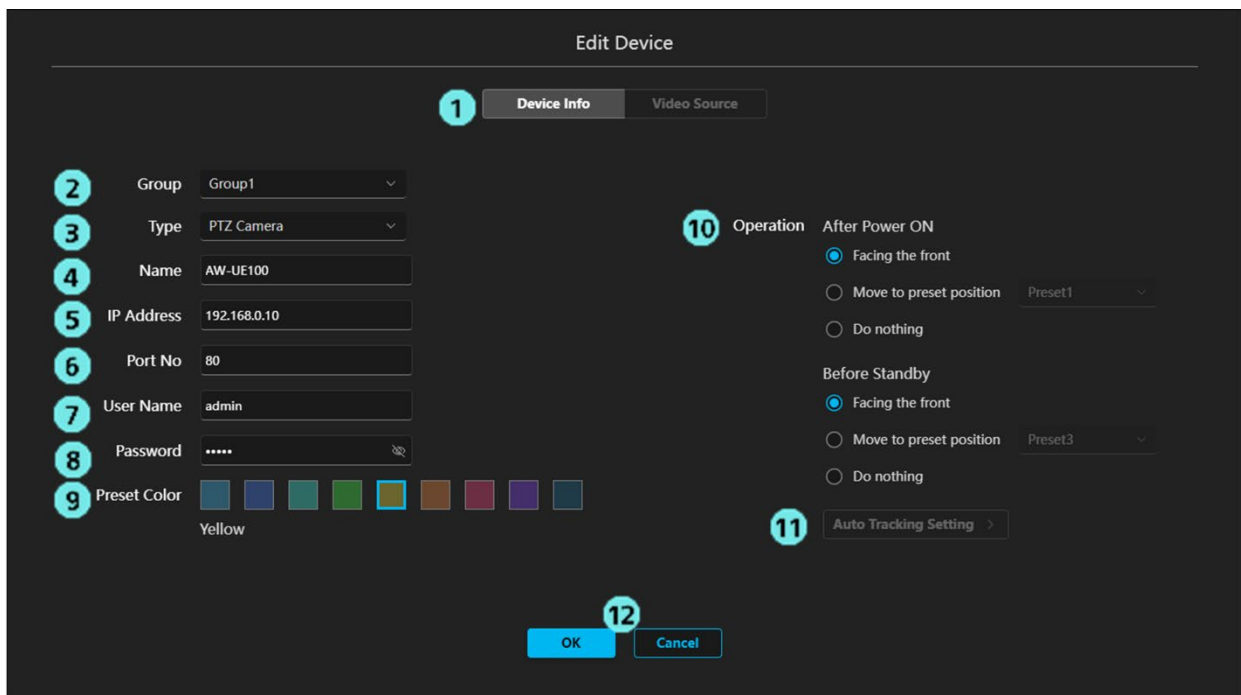 Edit Device
1 Device Info Video Source
2 Group Group1
3 Type PTZ Camera
4 Name AW-UE100
5 IP Address 192.168.0.10
6 Port No 80
7 User Name admin
8 Password •••••
9 Preset Color
Yellow
10 Operation After Power ON
Facing the front
Move to preset position Preset1
Do nothing
Before Standby
Facing the front
Move to preset position Preset3
Do nothing
11 Auto Tracking Setting >
12
OK Cancel